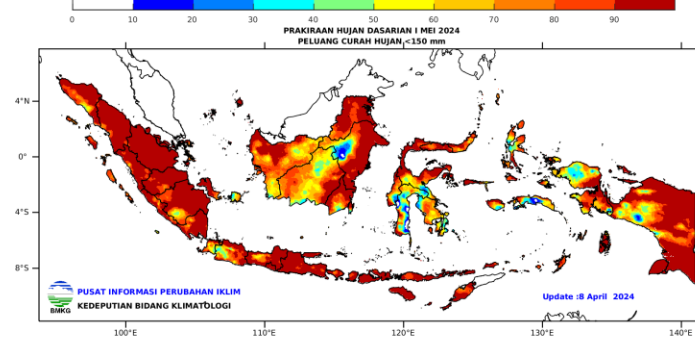 0 10 20 30 40 50 60 70 80 90
PRAKIRAAN HUJAN DASARIAN I MEI 2024
PELUANG CURAH HUJAN <150 mm
4°N
0°
4°S
8°S
PUSAT INFORMASI PERUBAHAN IKLIM
KEDEPUTIAN BIDANG KLIMATOLOGI
BMKG
Update :8 April 2024
100°E 110°E 120°E 130°E 140°E